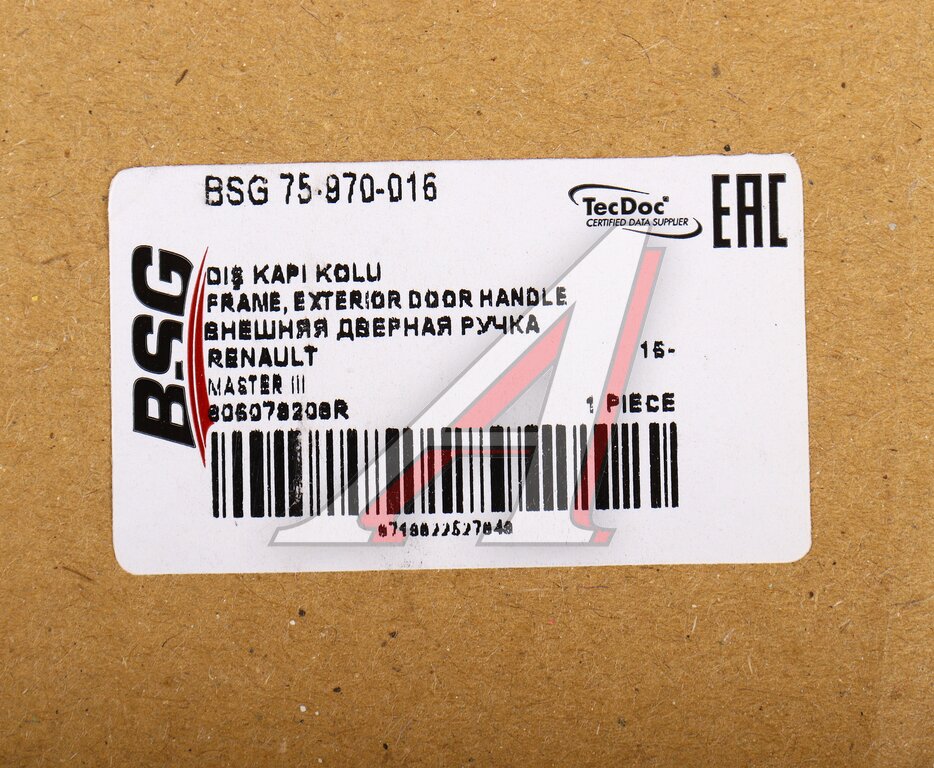 BSG 75-970-016
TecDoc
CERTIFIED DATA SUPPLIER
EAC
BSG
DIŞ KAPI KOLU
FRAME, EXTERIOR DOOR HANDLE
ВНЕШНЯЯ ДВЕРНАЯ РУЧКА
RENAULT 15-
MASTER III
806078208R 1 PIECE